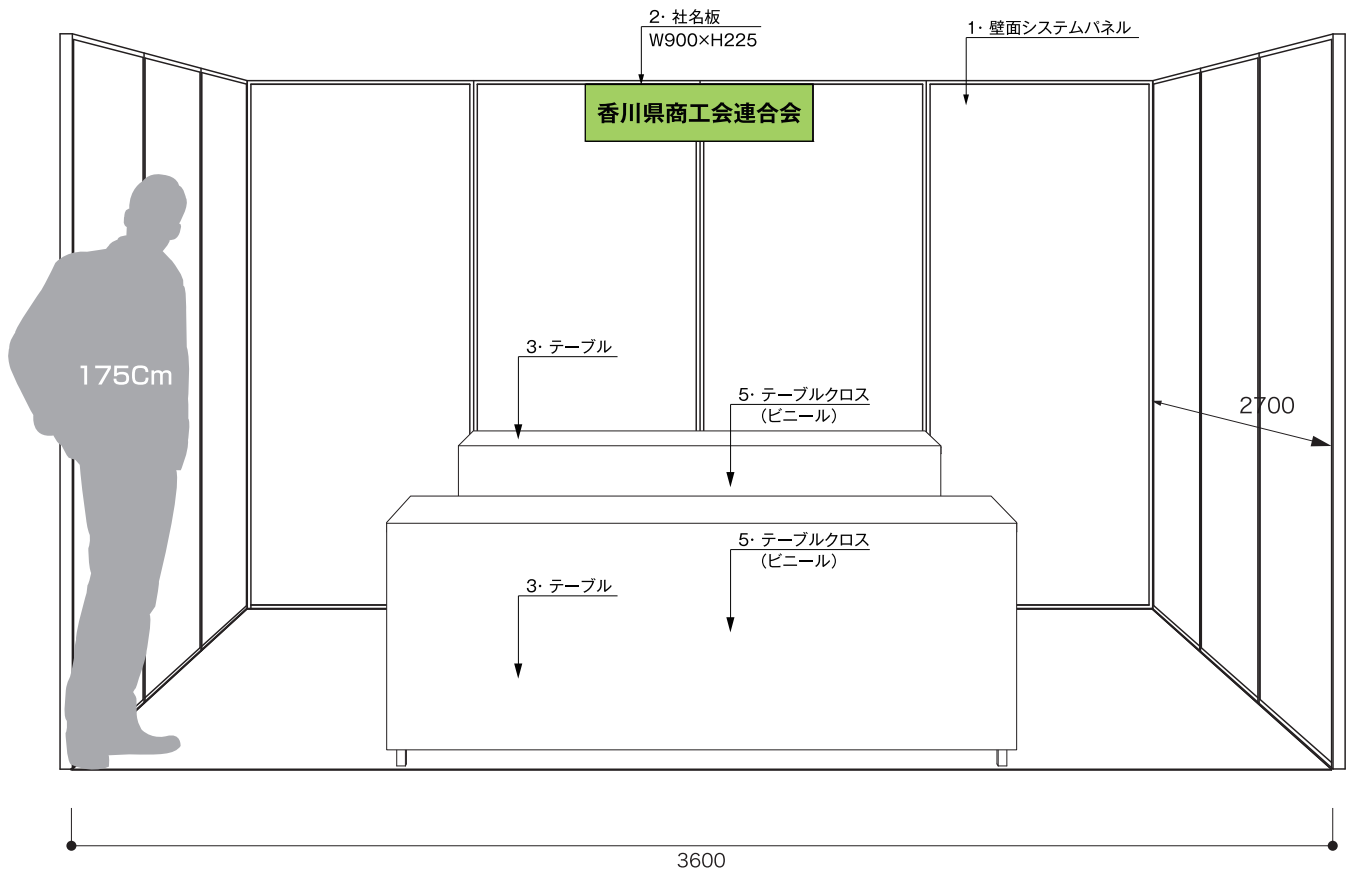 2・社名板
W900×H225
1・壁面システムパネル
香川県商工会連合会
175Cm
3・テーブル
5・テーブルクロス
（ビニール）
2700
5・テーブルクロス
（ビニール）
3・テーブル
3600